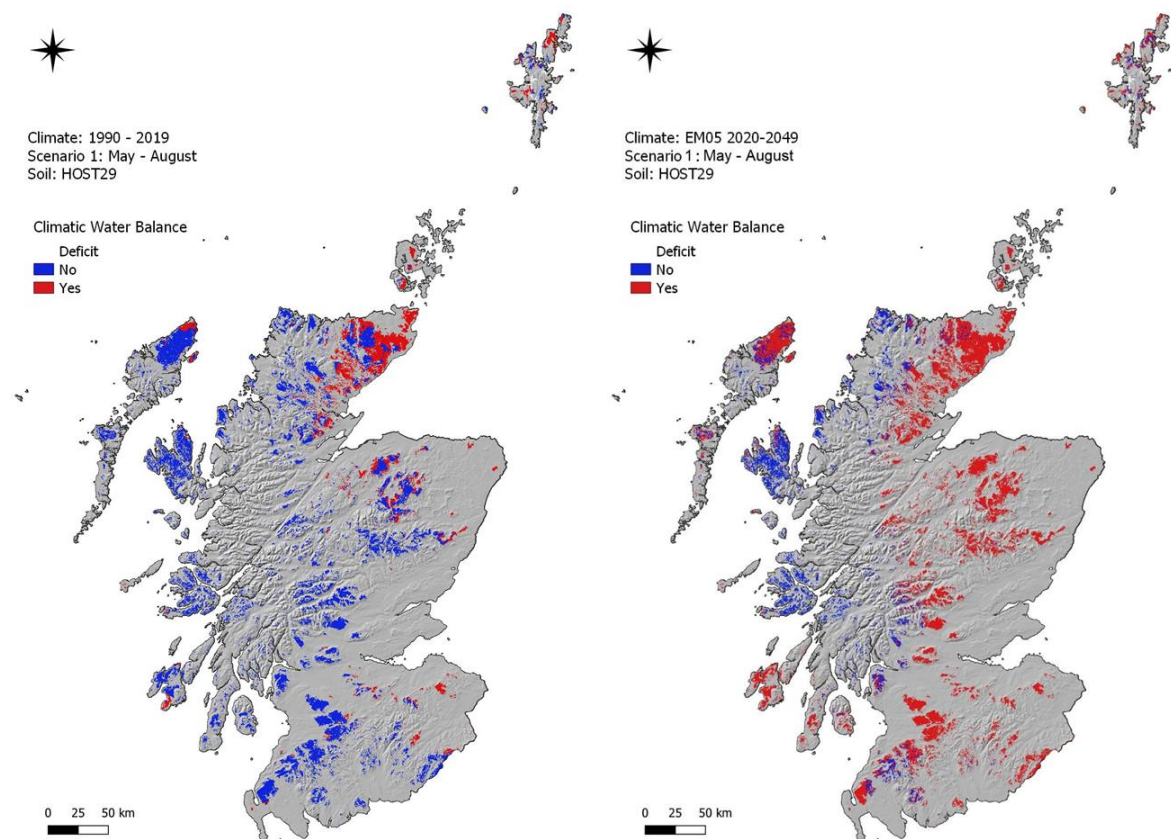 Climate: 1990 - 2019
Scenario 1: May - August
Soil: HOST29
Climatic Water Balance
Deficit
No
Yes
0 25 50 km
Climate: EM05 2020-2049
Scenario 1: May - August
Soil: HOST29
Climatic Water Balance
Deficit
No
Yes
0 25 50 km